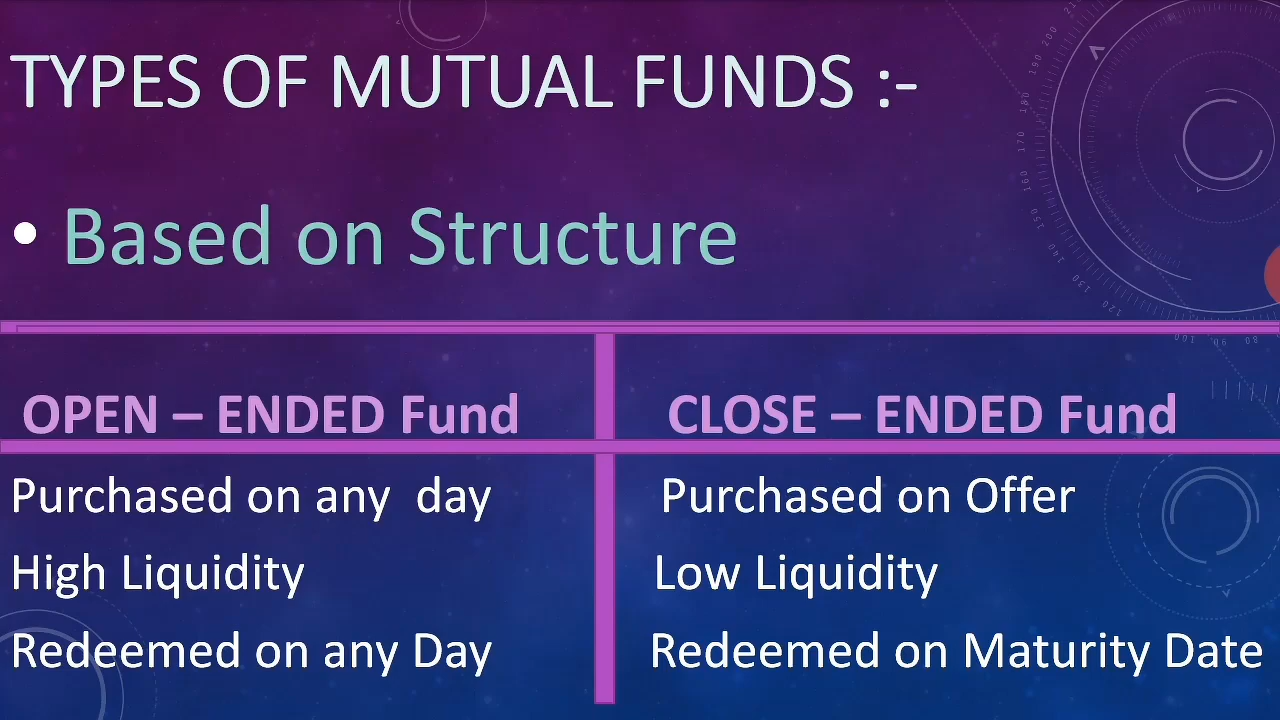 TYPES OF MUTUAL FUNDS :-
• Based on Structure
OPEN – ENDED Fund
CLOSE – ENDED Fund
Purchased on any day
Purchased on Offer
High Liquidity
Low Liquidity
Redeemed on any Day
Redeemed on Maturity Date